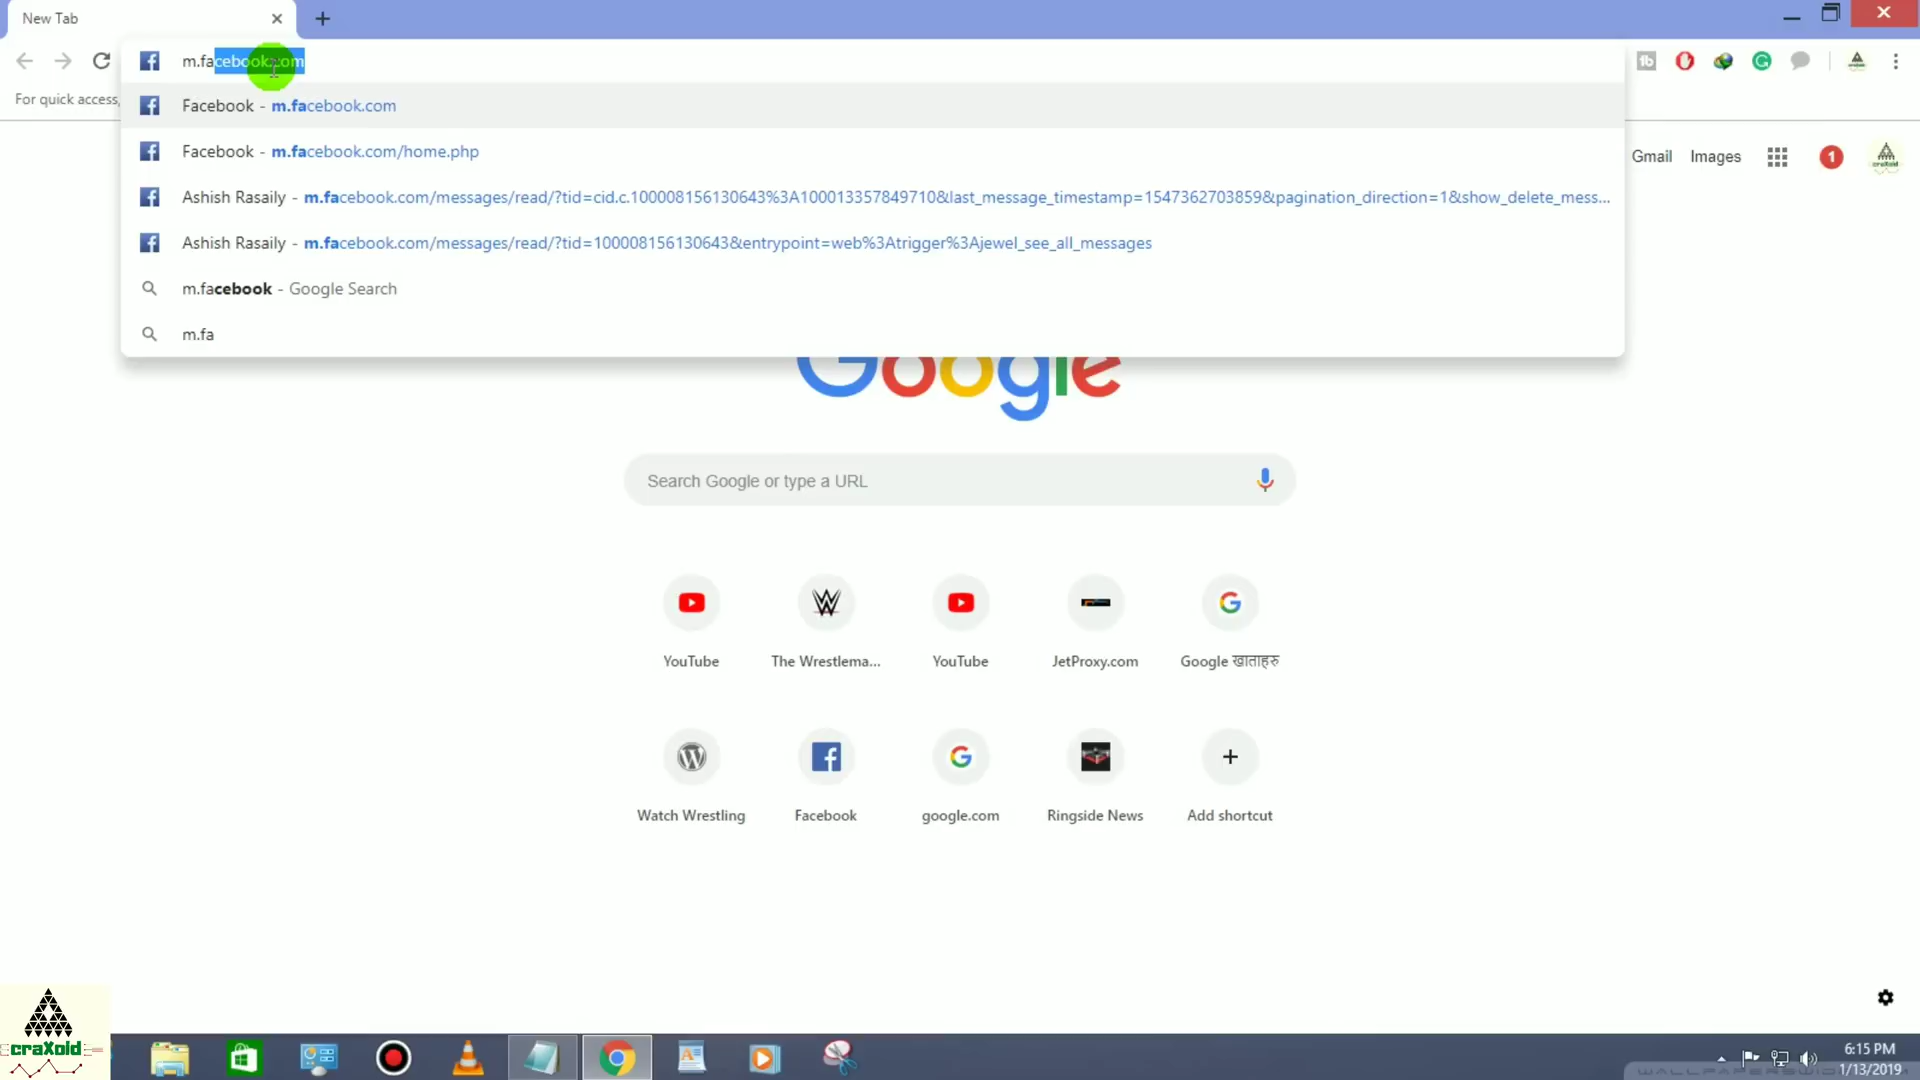 New Tab
m.facebook.com
For quick access,
Facebook - m.facebook.com
Facebook - m.facebook.com/home.php
Ashish Rasaily - m.facebook.com/messages/read/?tid=cid.c.100008156130643%3A100013357849710&last_message_timestamp=1547362703859&pagination_direction=1&show_delete_mess...
Ashish Rasaily - m.facebook.com/messages/read/?tid=100008156130643&entrypoint=web%3Atrigger%3Ajewel_see_all_messages
m.facebook - Google Search
m.fa
Gmail Images 1
Google
Search Google or type a URL
YouTube The Wrestlema... YouTube JetProxy.com Google खाताहरु
Watch Wrestling Facebook google.com Ringside News Add shortcut
craXoid
6:15 PM
1/13/2019